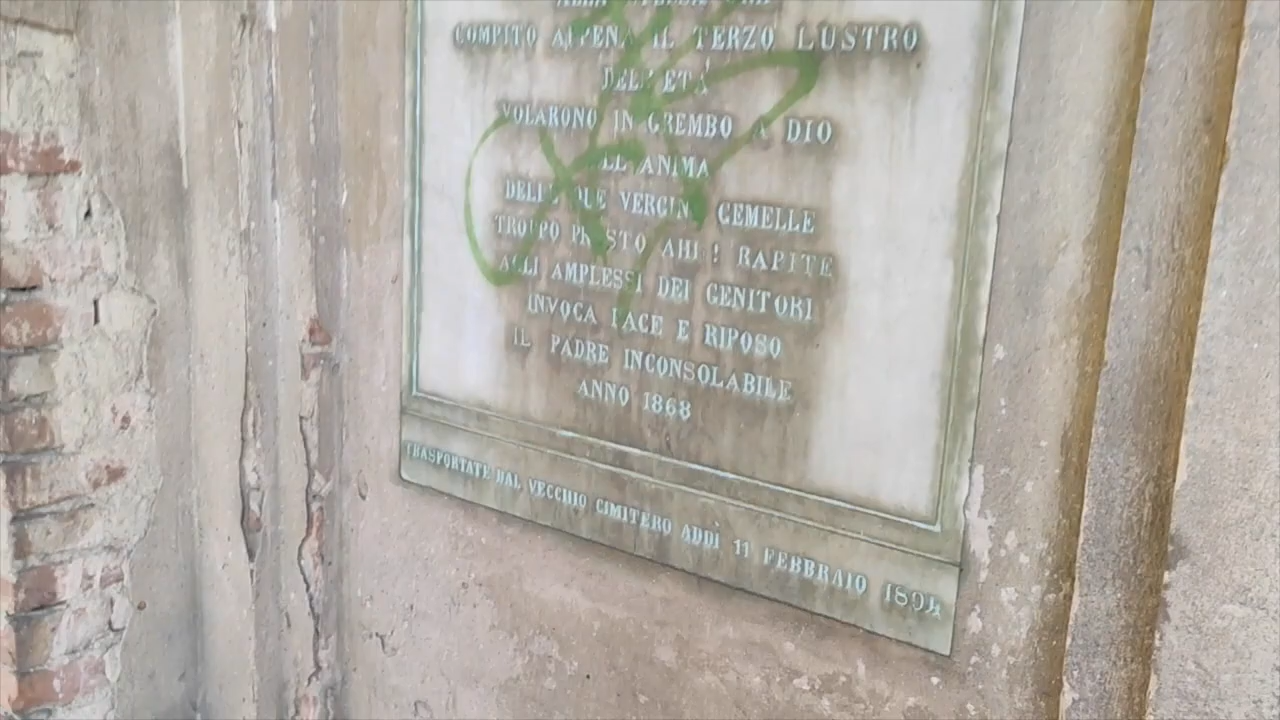 COMPITO APPENA IL TERZO LUSTRO
DELL'ETÀ
VOLARONO IN GREMBO A DIO
LE ANIMA
DELLE DUE VERGINI GEMELLE
TROPPO PRESTO AHI! RAPITE
AGLI AMPLESSI DEI GENITORI
INVOCA PACE E RIPOSO
IL PADRE INCONSOLABILE
ANNO 1868
TRASPORTATE DAL VECCHIO CIMITERO ADDÌ 11 FEBBRAIO 1894